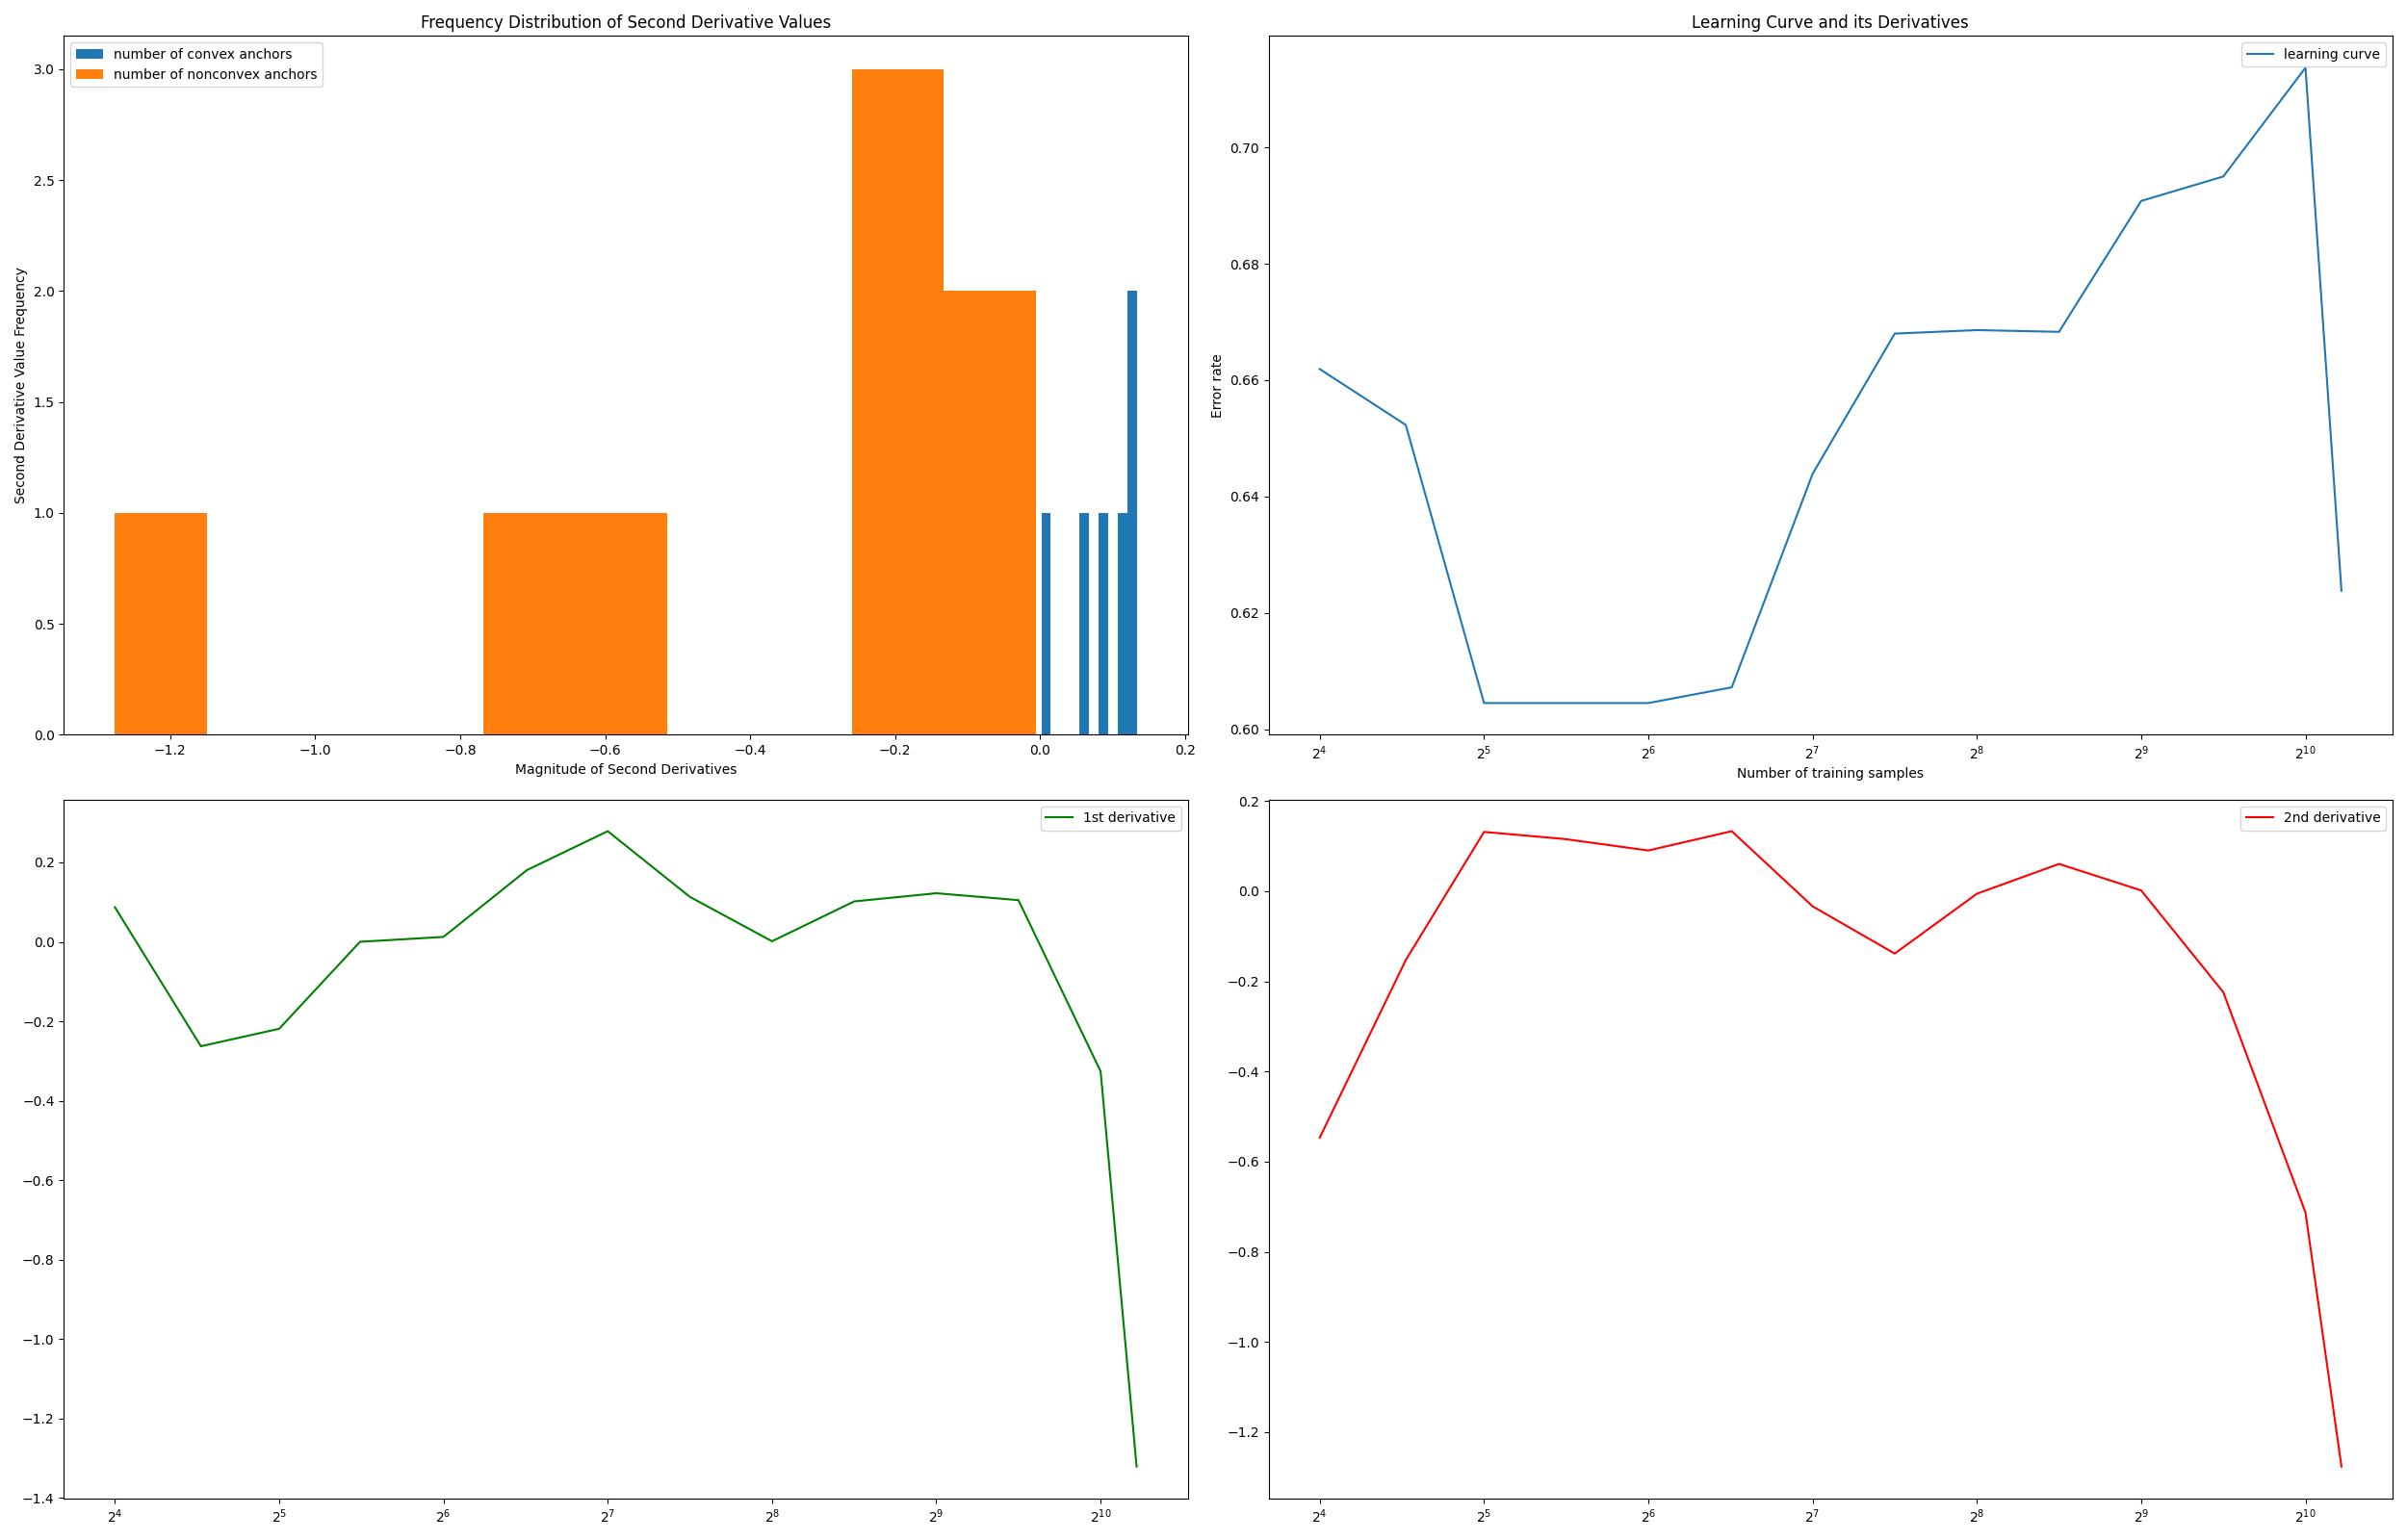 Frequency Distribution of Second Derivative Values
number of convex anchors
number of nonconvex anchors
Second Derivative Value Frequency
3.0
2.5
2.0
1.5
1.0
0.5
0.0
−1.2 −1.0 −0.8 −0.6 −0.4 −0.2 0.0 0.2
Magnitude of Second Derivatives
Learning Curve and its Derivatives
learning curve
Error rate
0.70
0.68
0.66
0.64
0.62
0.60
2⁴ 2⁵ 2⁶ 2⁷ 2⁸ 2⁹ 2¹⁰
Number of training samples
1st derivative
0.2
0.0
−0.2
−0.4
−0.6
−0.8
−1.0
−1.2
−1.4
2⁴ 2⁵ 2⁶ 2⁷ 2⁸ 2⁹ 2¹⁰
2nd derivative
0.2
0.0
−0.2
−0.4
−0.6
−0.8
−1.0
−1.2
2⁴ 2⁵ 2⁶ 2⁷ 2⁸ 2⁹ 2¹⁰